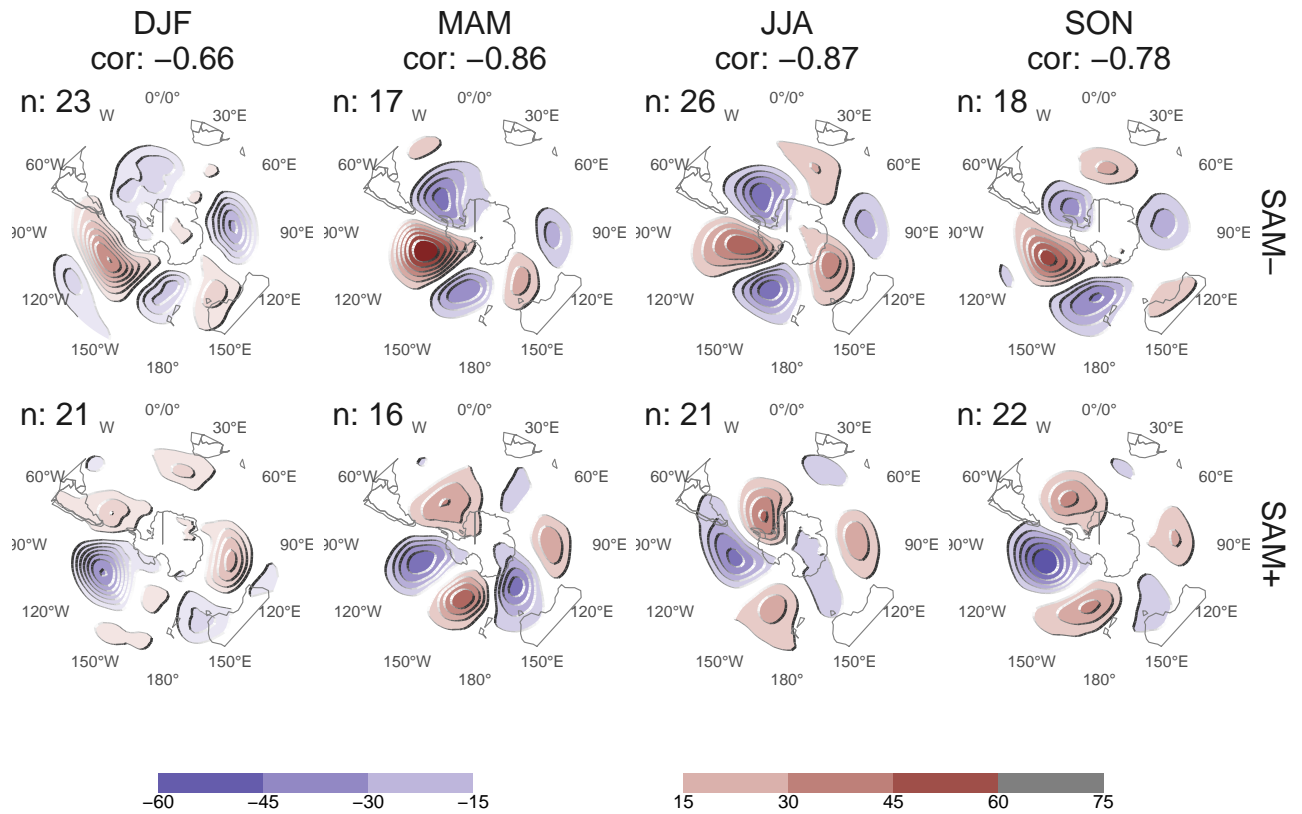 DJF MAM JJA SON
cor: −0.66 cor: −0.86 cor: −0.87 cor: −0.78
n: 23 W 0°/0° 30°E n: 17 W 0°/0° 30°E n: 26 W 0°/0° 30°E n: 18 W 0°/0° 30°E
60°W 60°E 60°W 60°E 60°W 60°E 60°W 60°E
SAM−
90°W 90°E 90°W 90°E 90°W 90°E 90°W 90°E
120°W 120°E 120°W 120°E 120°W 120°E 120°W 120°E
150°W 150°E 150°W 150°E 150°W 150°E 150°W 150°E
180° 180° 180° 180°
n: 21 W 0°/0° 30°E n: 16 W 0°/0° 30°E n: 21 W 0°/0° 30°E n: 22 W 0°/0° 30°E
60°W 60°E 60°W 60°E 60°W 60°E 60°W 60°E
SAM+
90°W 90°E 90°W 90°E 90°W 90°E 90°W 90°E
120°W 120°E 120°W 120°E 120°W 120°E 120°W 120°E
150°W 150°E 150°W 150°E 150°W 150°E 150°W 150°E
180° 180° 180° 180°
−60 −45 −30 −15 15 30 45 60 75